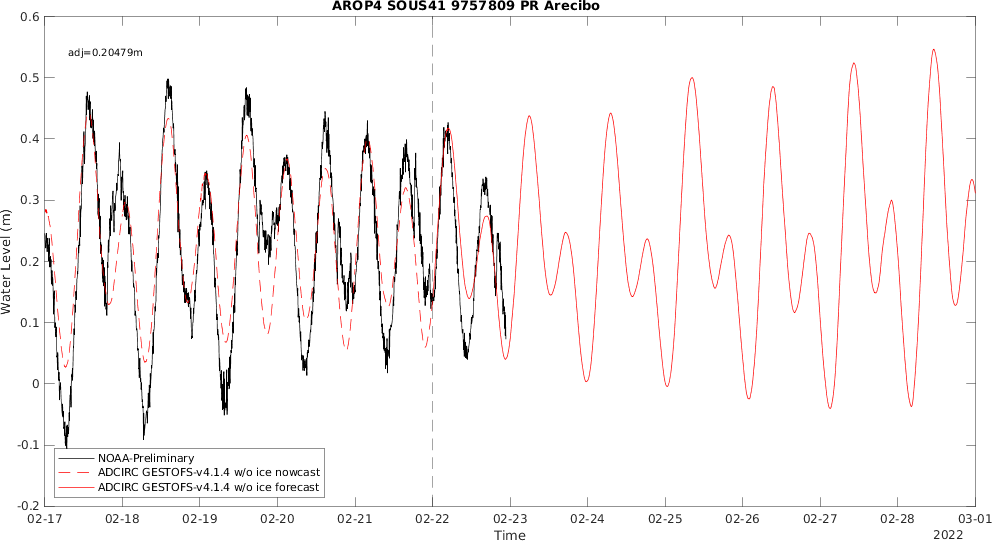 AROP4 SOUS41 9757809 PR Arecibo
adj=0.20479m
0.6
0.5
0.4
0.3
0.2
0.1
0
-0.1
-0.2
Water Level (m)
NOAA-Preliminary
ADCIRC GESTOFS-v4.1.4 w/o ice nowcast
ADCIRC GESTOFS-v4.1.4 w/o ice forecast
02-17 02-18 02-19 02-20 02-21 02-22 02-23 02-24 02-25 02-26 02-27 02-28 03-01
Time
2022